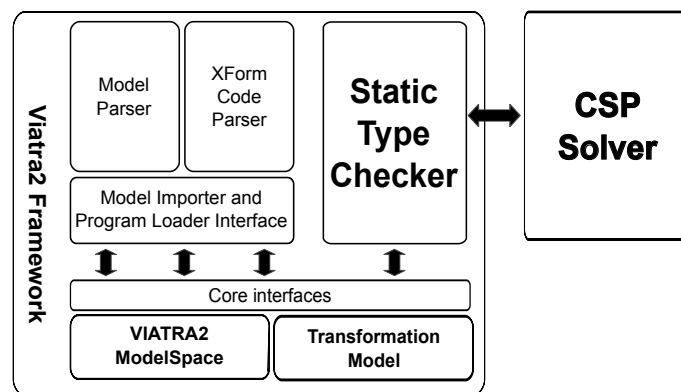 Viatra2 Framework
Model
Parser
XForm
Code
Parser
Static
Type
Checker
CSP
Solver
Model Importer and
Program Loader Interface
Core interfaces
VIATRA2
ModelSpace
Transformation
Model